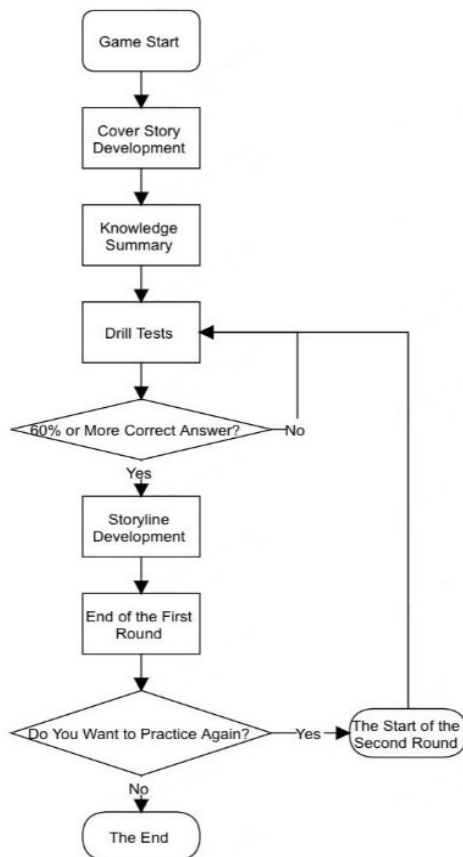 Game Start
Cover Story
Development
Knowledge
Summary
Drill Tests
60% or More Correct Answer?
No
Yes
Storyline
Development
End of the First
Round
Do You Want to Practice Again?
Yes
The Start of the
Second Round
No
The End